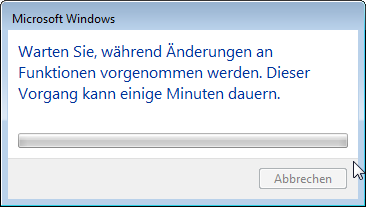 Microsoft Windows
Warten Sie, während Änderungen an
Funktionen vorgenommen werden. Dieser
Vorgang kann einige Minuten dauern.
Abbrechen